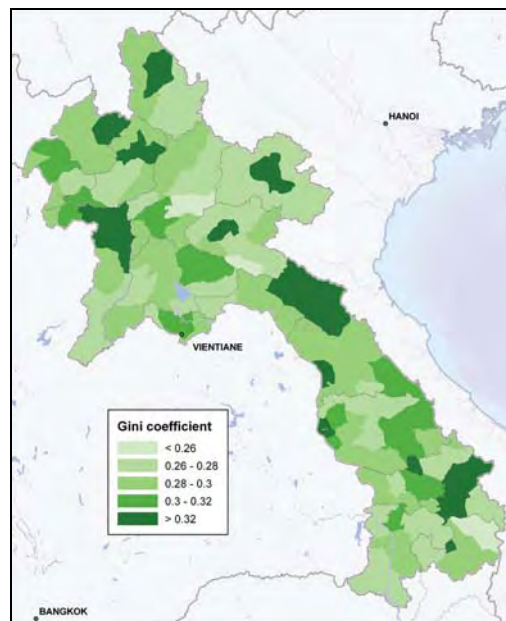 HANOI
VIENTIANE
Gini coefficient
< 0.26
0.26 - 0.28
0.28 - 0.3
0.3 - 0.32
> 0.32
BANGKOK